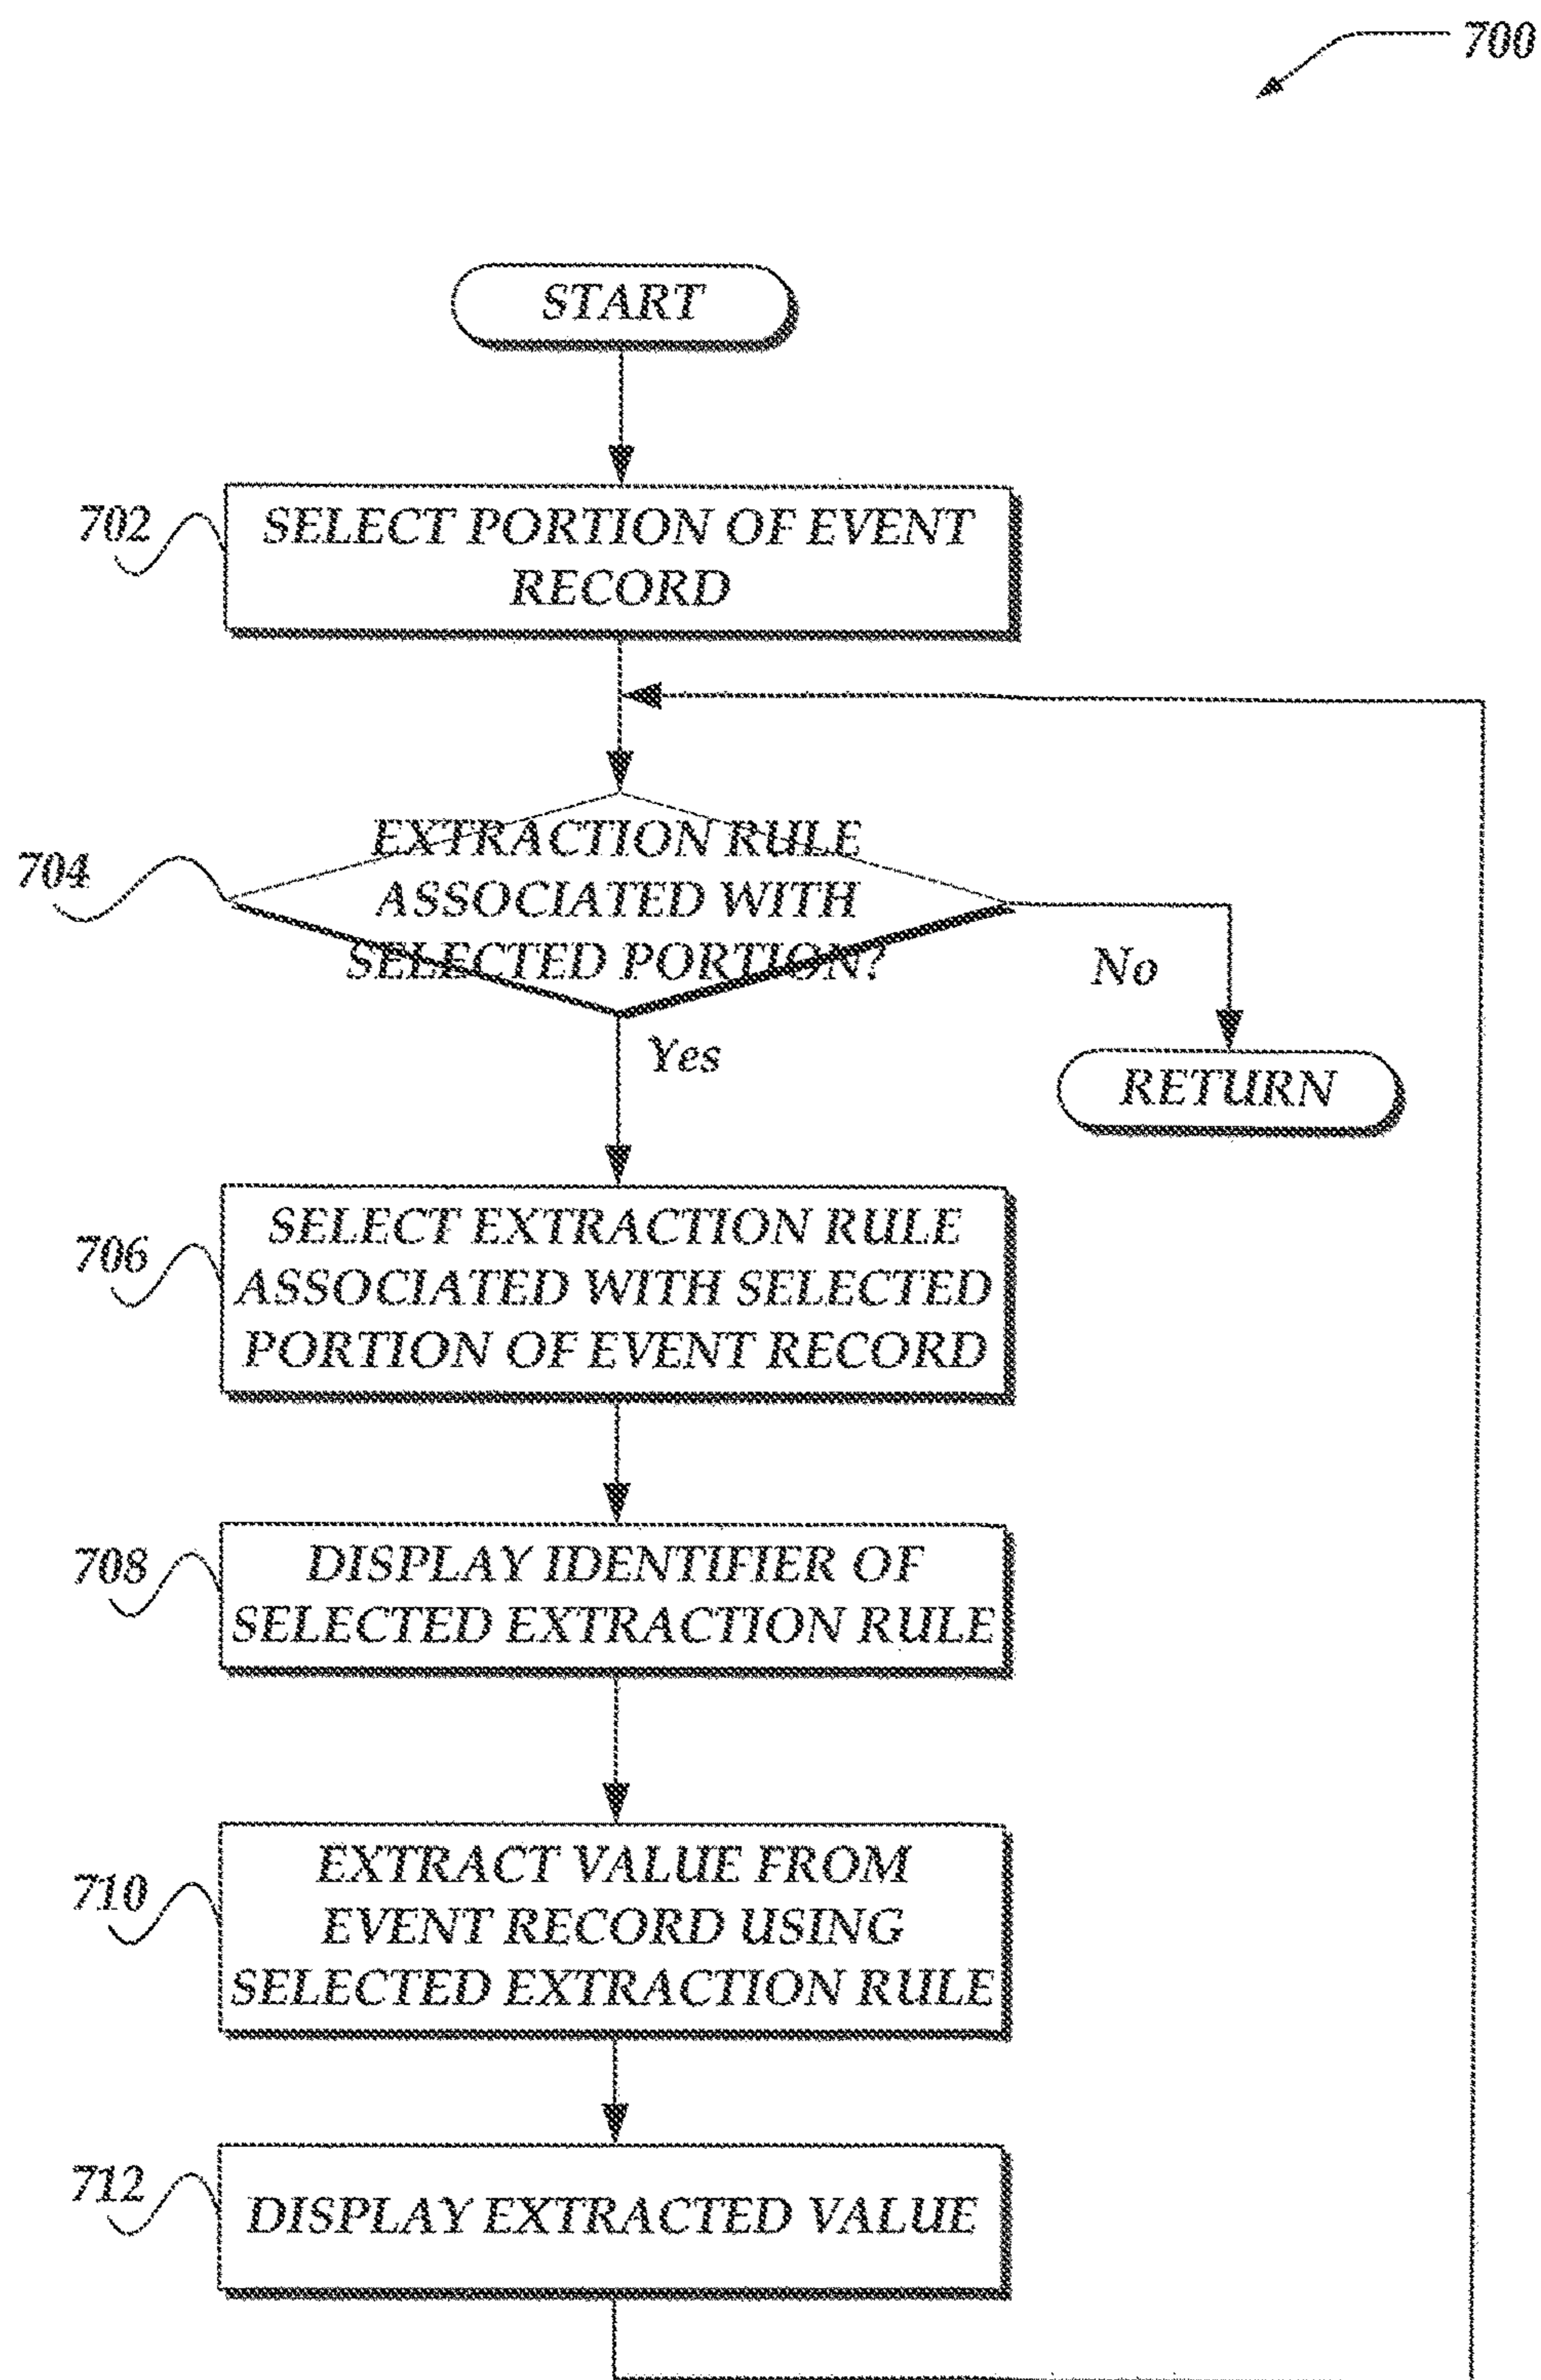 700
START
702
SELECT PORTION OF EVENT
RECORD
704
EXTRACTION RULE
ASSOCIATED WITH
SELECTED PORTION?
No
Yes
RETURN
706
SELECT EXTRACTION RULE
ASSOCIATED WITH SELECTED
PORTION OF EVENT RECORD
708
DISPLAY IDENTIFIER OF
SELECTED EXTRACTION RULE
710
EXTRACT VALUE FROM
EVENT RECORD USING
SELECTED EXTRACTION RULE
712
DISPLAY EXTRACTED VALUE